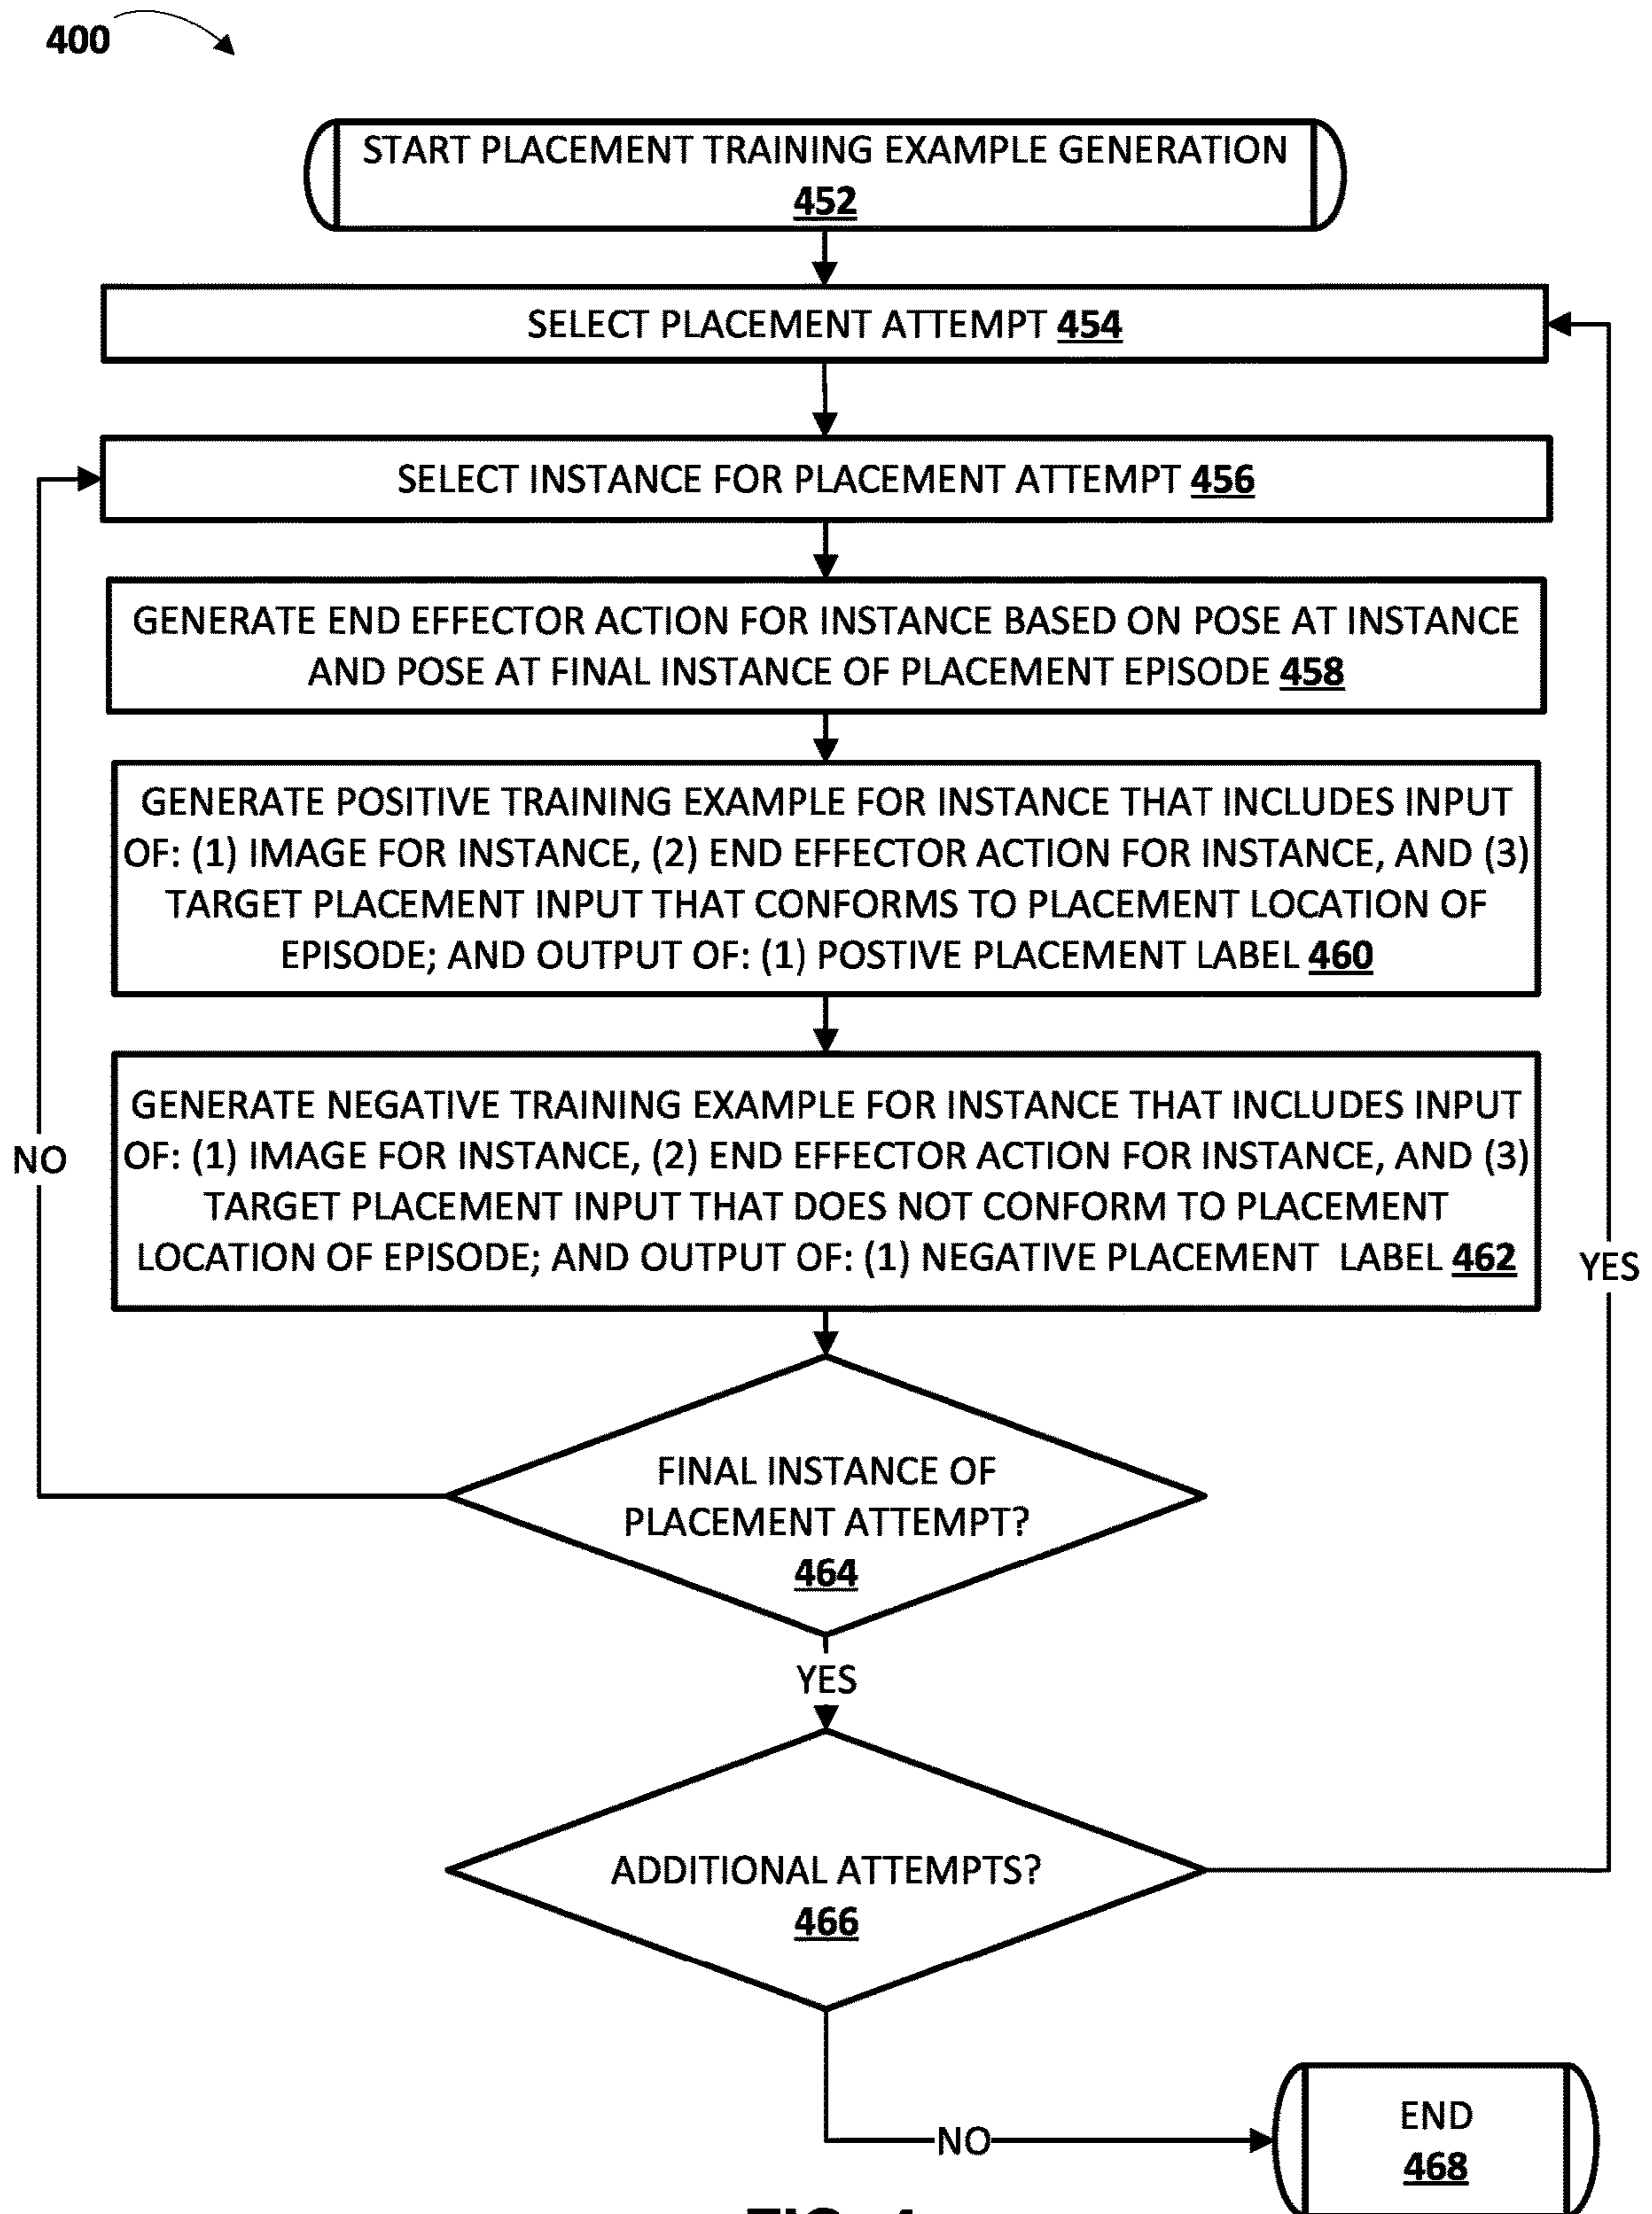 400
START PLACEMENT TRAINING EXAMPLE GENERATION
452
SELECT PLACEMENT ATTEMPT 454
SELECT INSTANCE FOR PLACEMENT ATTEMPT 456
GENERATE END EFFECTOR ACTION FOR INSTANCE BASED ON POSE AT INSTANCE
AND POSE AT FINAL INSTANCE OF PLACEMENT EPISODE 458
GENERATE POSITIVE TRAINING EXAMPLE FOR INSTANCE THAT INCLUDES INPUT
OF: (1) IMAGE FOR INSTANCE, (2) END EFFECTOR ACTION FOR INSTANCE, AND (3)
TARGET PLACEMENT INPUT THAT CONFORMS TO PLACEMENT LOCATION OF
EPISODE; AND OUTPUT OF: (1) POSTIVE PLACEMENT LABEL 460
GENERATE NEGATIVE TRAINING EXAMPLE FOR INSTANCE THAT INCLUDES INPUT
OF: (1) IMAGE FOR INSTANCE, (2) END EFFECTOR ACTION FOR INSTANCE, AND (3)
TARGET PLACEMENT INPUT THAT DOES NOT CONFORM TO PLACEMENT
LOCATION OF EPISODE; AND OUTPUT OF: (1) NEGATIVE PLACEMENT LABEL 462
NO
YES
FINAL INSTANCE OF
PLACEMENT ATTEMPT?
464
YES
ADDITIONAL ATTEMPTS?
466
NO
END
468